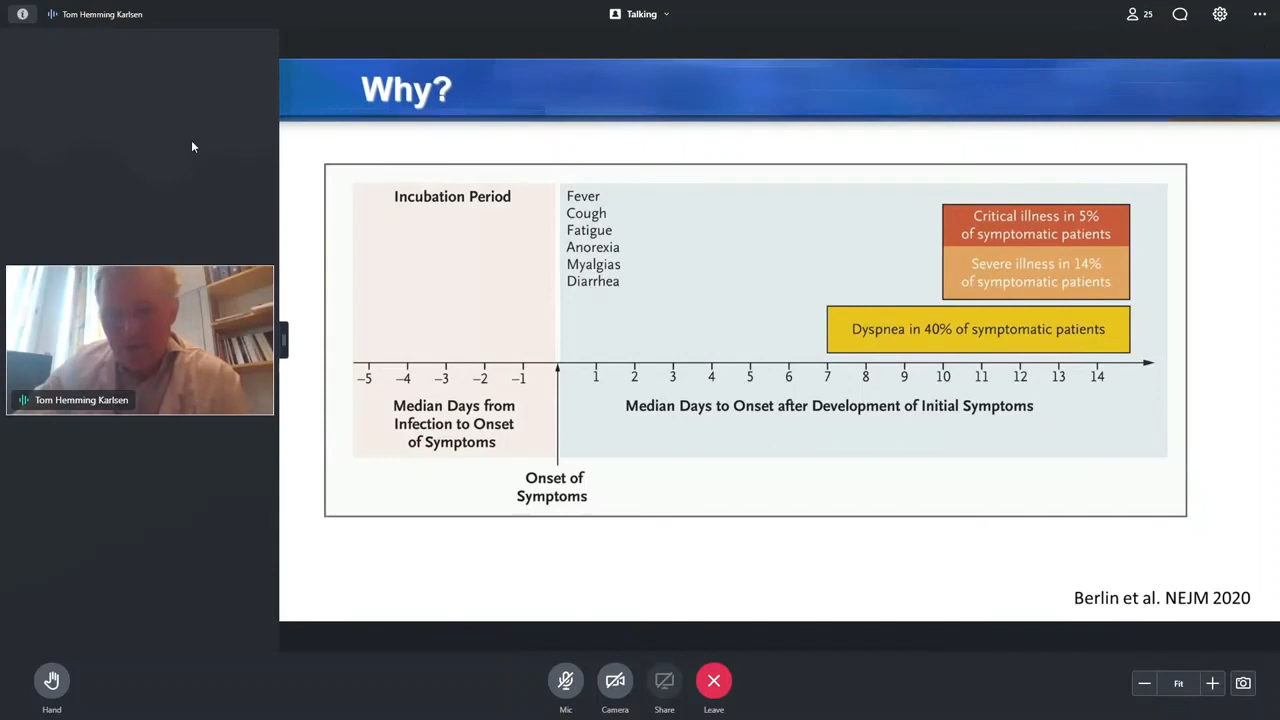 Tom Hemming Karlsen
Talking
25
Why?
Incubation Period
Fever
Cough
Fatigue
Anorexia
Myalgias
Diarrhea
Critical illness in 5%
of symptomatic patients
Severe illness in 14%
of symptomatic patients
Dyspnea in 40% of symptomatic patients
–5 –4 –3 –2 –1 1 2 3 4 5 6 7 8 9 10 11 12 13 14
Median Days from
Infection to Onset
of Symptoms
Median Days to Onset after Development of Initial Symptoms
Onset of
Symptoms
Tom Hemming Karlsen
Berlin et al. NEJM 2020
Hand
Mic
Camera
Share
Leave
Fit